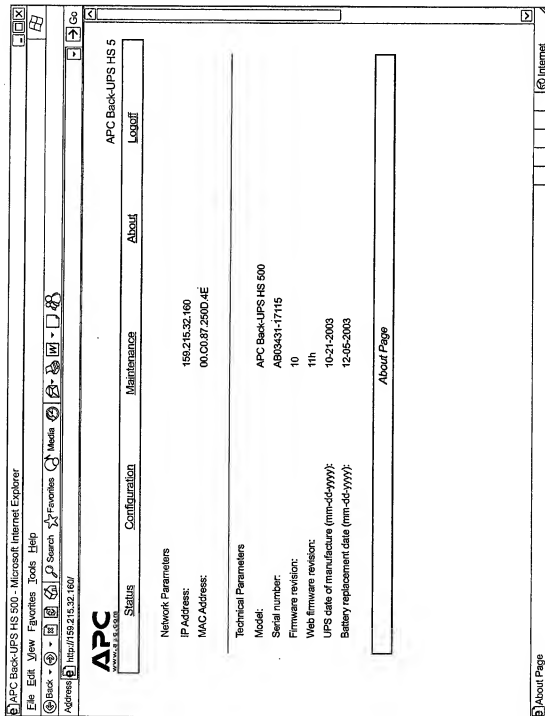 APC Back-UPS HS 500 - Microsoft Internet Explorer
File Edit View Favorites Tools Help
Back Search Favorites Media
Address http://159.215.32.160/ Go
APC
www.apc.com
APC Back-UPS HS 5
Status Configuration Maintenance About Logoff
Network Parameters
IP Address: 159.215.32.160
MAC Address: 00.C0.87.250D.4E
Technical Parameters
Model: APC Back-UPS HS 500
Serial number: AB03431-17115
Firmware revision: 10
Web firmware revision: 11h
UPS date of manufacture (mm-dd-yyyy): 10-21-2003
Battery replacement date (mm-dd-yyyy): 12-05-2003
About Page
About Page Internet